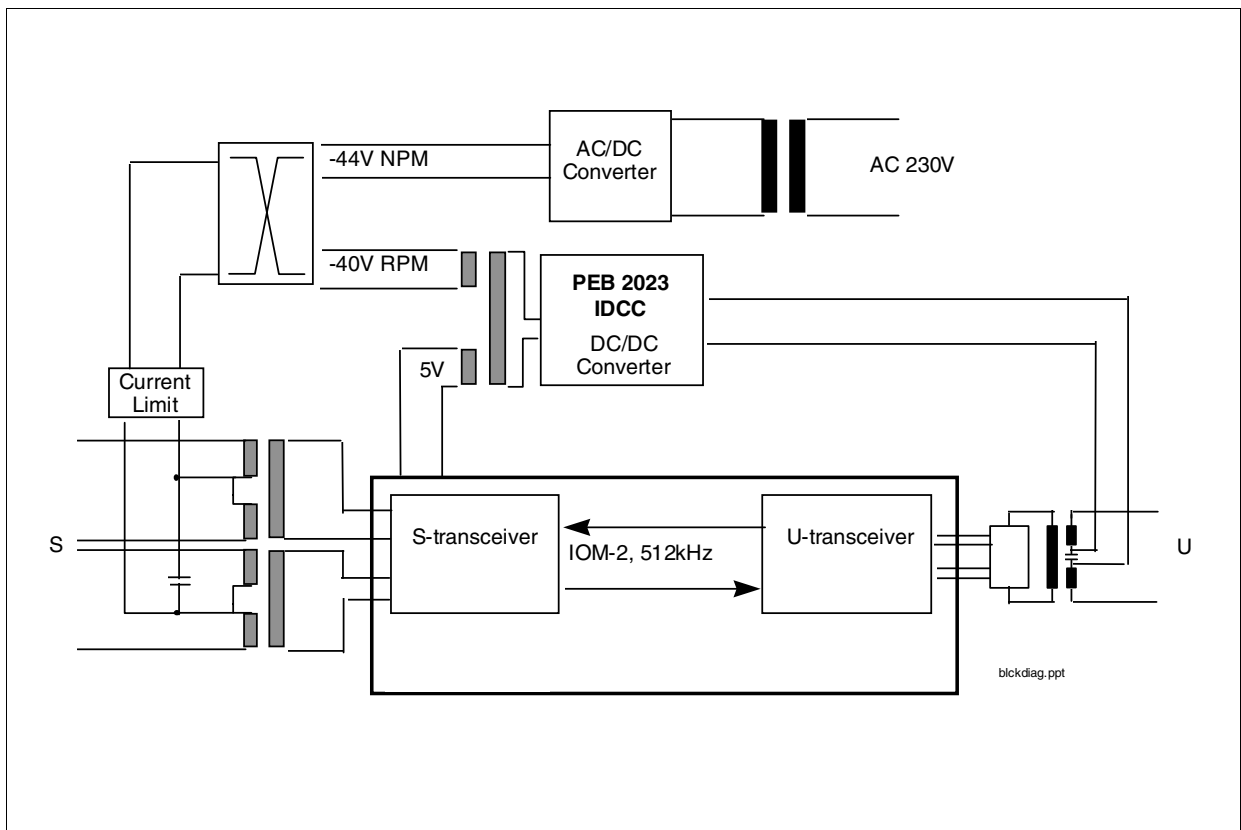 AC/DC
Converter
-44V NPM
AC 230V
-40V RPM
PEB 2023
IDCC
DC/DC
Converter
5V
Current
Limit
S-transceiver
U-transceiver
IOM-2, 512kHz
S
U
blckdiag.ppt